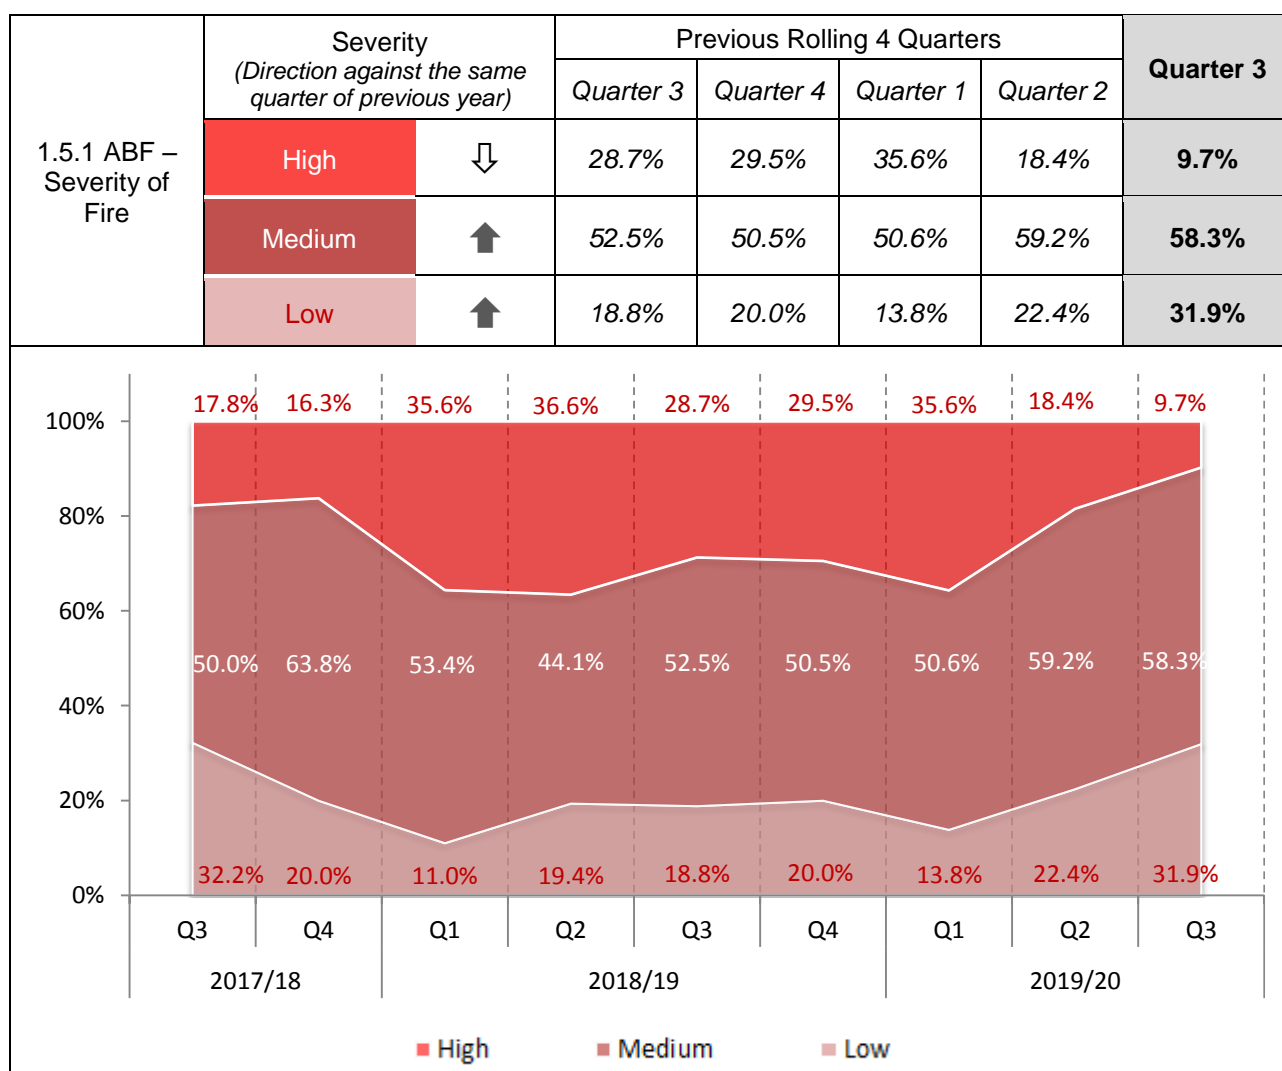 1.5.1 ABF –
Severity of
Fire
Severity
(Direction against the same
quarter of previous year)
Previous Rolling 4 Quarters
Quarter 3
Quarter 3 Quarter 4 Quarter 1 Quarter 2
High 28.7% 29.5% 35.6% 18.4% 9.7%
Medium 52.5% 50.5% 50.6% 59.2% 58.3%
Low 18.8% 20.0% 13.8% 22.4% 31.9%
17.8% 16.3% 35.6% 36.6% 28.7% 29.5% 35.6% 18.4% 9.7%
100%
80%
60%
50.0% 63.8% 53.4% 44.1% 52.5% 50.5% 50.6% 59.2% 58.3%
40%
20%
32.2% 20.0% 11.0% 19.4% 18.8% 20.0% 13.8% 22.4% 31.9%
0%
Q3 Q4 Q1 Q2 Q3 Q4 Q1 Q2 Q3
2017/18 2018/19 2019/20
High Medium Low